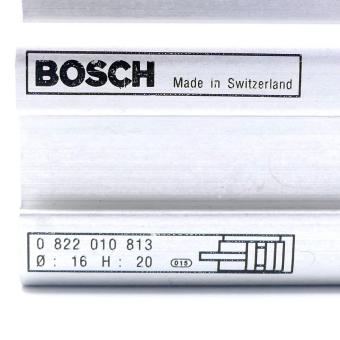 BOSCH Made in Switzerland
0 822 010 813
Ø : 16 H : 20 015